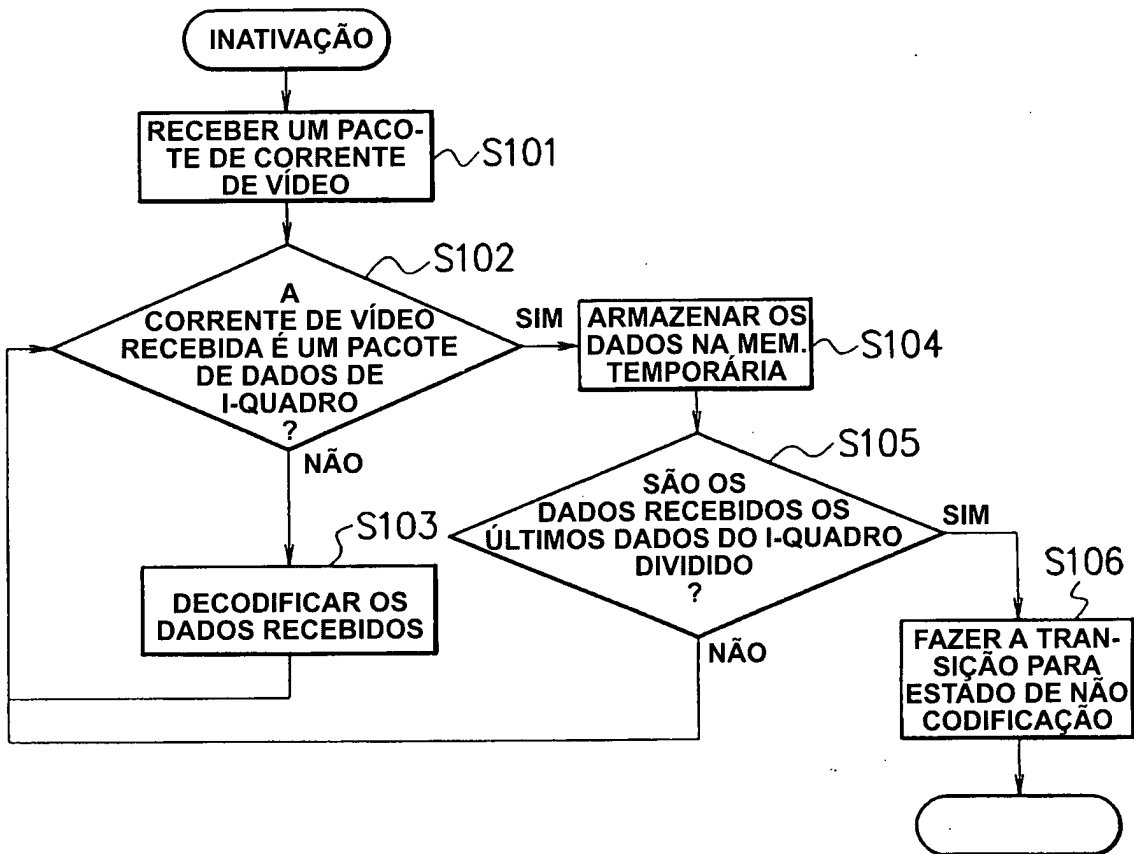 INATIVAÇÃO
RECEBER UM PACO-
TE DE CORRENTE
DE VÍDEO
S101
S102
A
CORRENTE DE VÍDEO
RECEBIDA É UM PACOTE
DE DADOS DE
I-QUADRO
?
SIM
NÃO
S103
DECODIFICAR OS
DADOS RECEBIDOS
ARMAZENAR OS
DADOS NA MEM.
TEMPORÁRIA
S104
S105
SÃO OS
DADOS RECEBIDOS OS
ÚLTIMOS DADOS DO I-QUADRO
DIVIDIDO
?
SIM
NÃO
S106
FAZER A TRAN-
SIÇÃO PARA
ESTADO DE NÃO
CODIFICAÇÃO